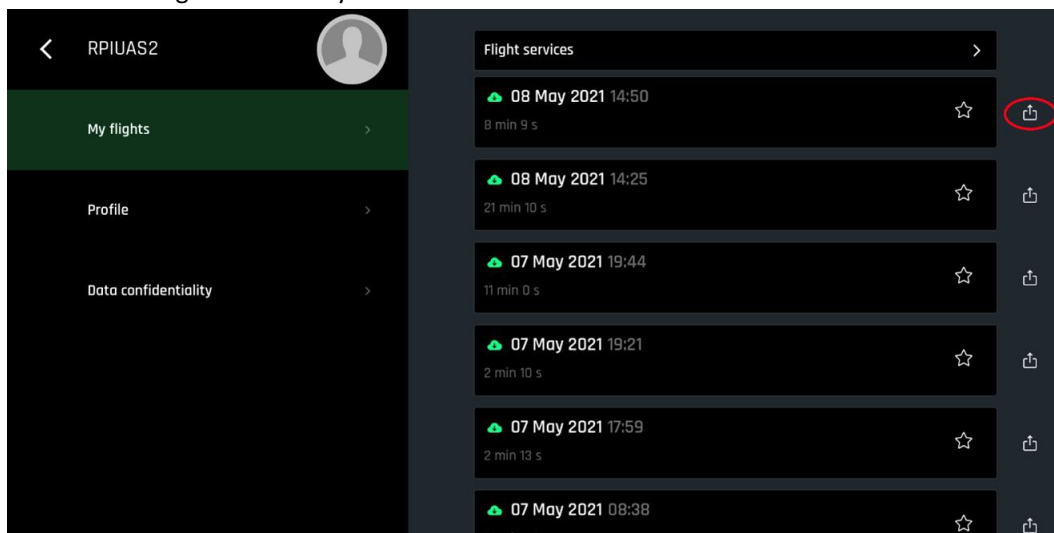 RPIUAS2
My flights
Profile
Data confidentiality
Flight services
08 May 2021 14:50
8 min 9 s
08 May 2021 14:25
21 min 10 s
07 May 2021 19:44
11 min 0 s
07 May 2021 19:21
2 min 10 s
07 May 2021 17:59
2 min 13 s
07 May 2021 08:38